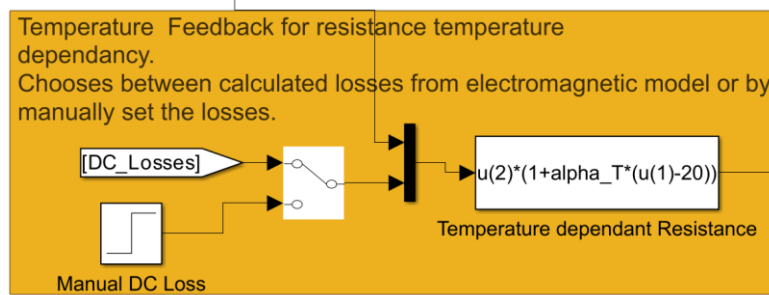 Temperature  Feedback for resistance temperature
dependancy.
Chooses between calculated losses from electromagnetic model or by
manually set the losses.
[DC_Losses]
u(2)*(1+alpha_T*(u(1)-20))
Temperature dependant Resistance
Manual DC Loss